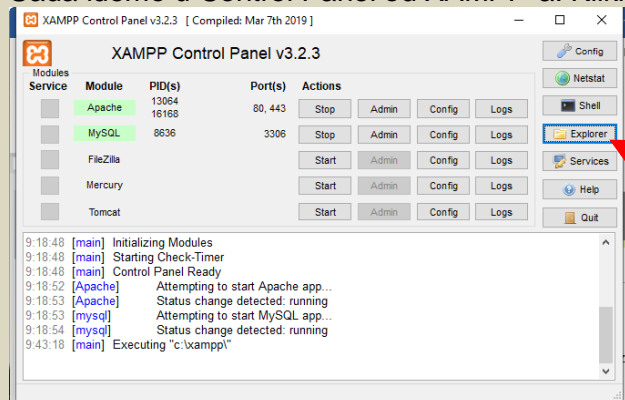 XAMPP Control Panel v3.2.3 [ Compiled: Mar 7th 2019 ]
XAMPP Control Panel v3.2.3
Config
Modules
Service Module PID(s) Port(s) Actions
Netstat
Apache 13064 16168 80, 443 Stop Admin Config Logs
Shell
MySQL 8636 3306 Stop Admin Config Logs
Explorer
FileZilla Start Admin Config Logs
Services
Mercury Start Admin Config Logs
Help
Tomcat Start Admin Config Logs
Quit
9:18:48 [main] Initializing Modules
9:18:48 [main] Starting Check-Timer
9:18:48 [main] Control Panel Ready
9:18:52 [Apache] Attempting to start Apache app...
9:18:53 [Apache] Status change detected: running
9:18:53 [mysql] Attempting to start MySQL app...
9:18:54 [mysql] Status change detected: running
9:43:18 [main] Executing "c:\xampp\"